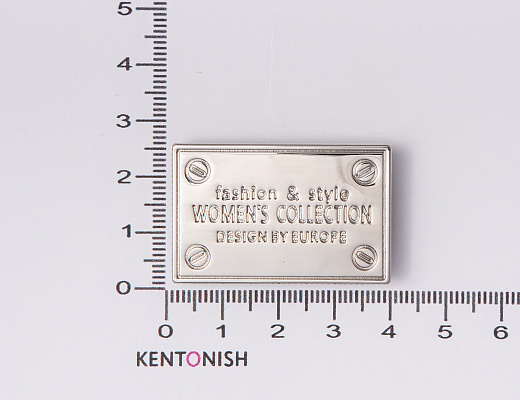 5
4
3
2
1
0
fashion & style
WOMEN'S COLLECTION
DESIGN BY EUROPE
0 1 2 3 4 5 6
KENTONISH